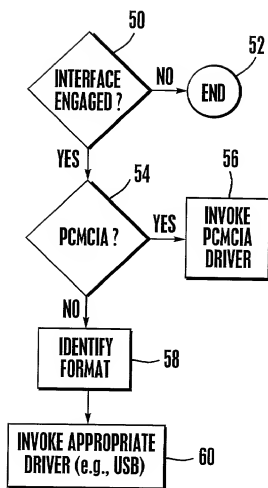 50
52
INTERFACE
ENGAGED ?
NO
END
YES
54
56
PCMCIA ?
YES
INVOKE
PCMCIA
DRIVER
NO
IDENTIFY
FORMAT
58
INVOKE APPROPRIATE
DRIVER (e.g., USB)
60